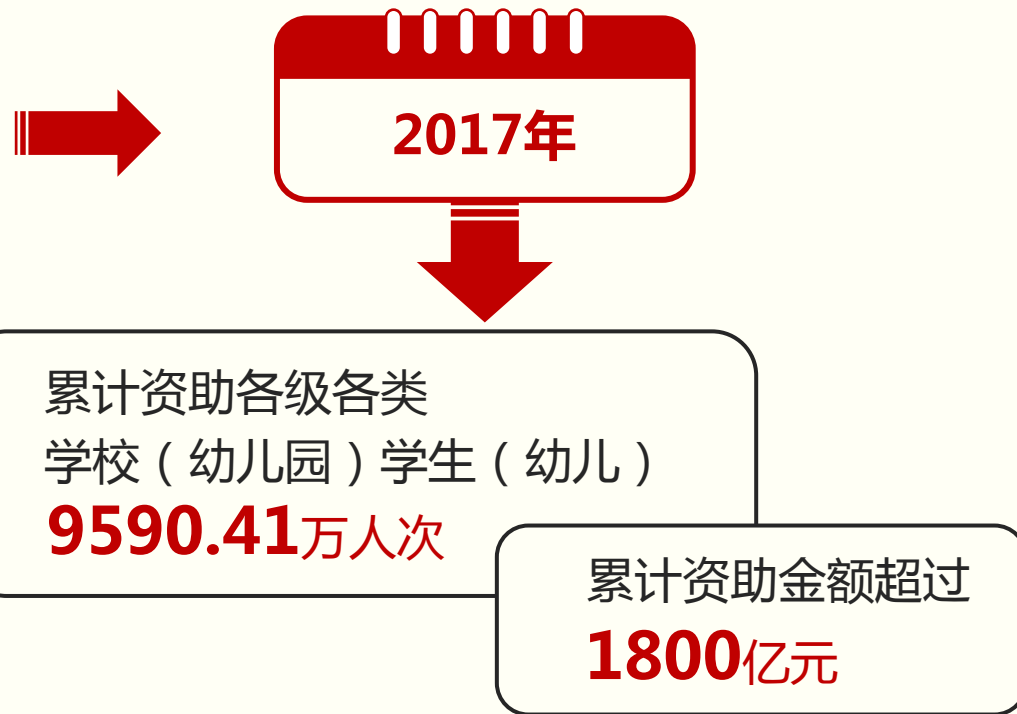 2017年
累计资助各级各类
学校（幼儿园）学生（幼儿）
9590.41万人次
累计资助金额超过
1800亿元